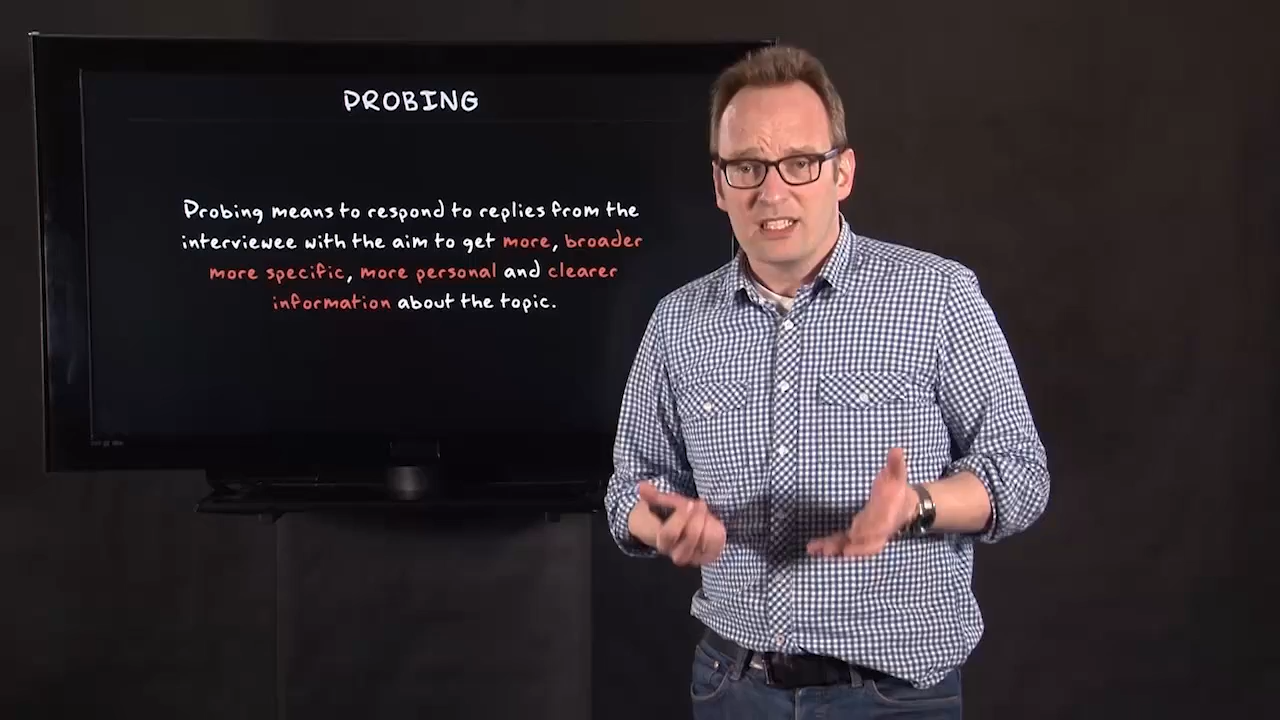 PROBING
Probing means to respond to replies from the
interviewee with the aim to get more, broader
more specific, more personal and clearer
information about the topic.